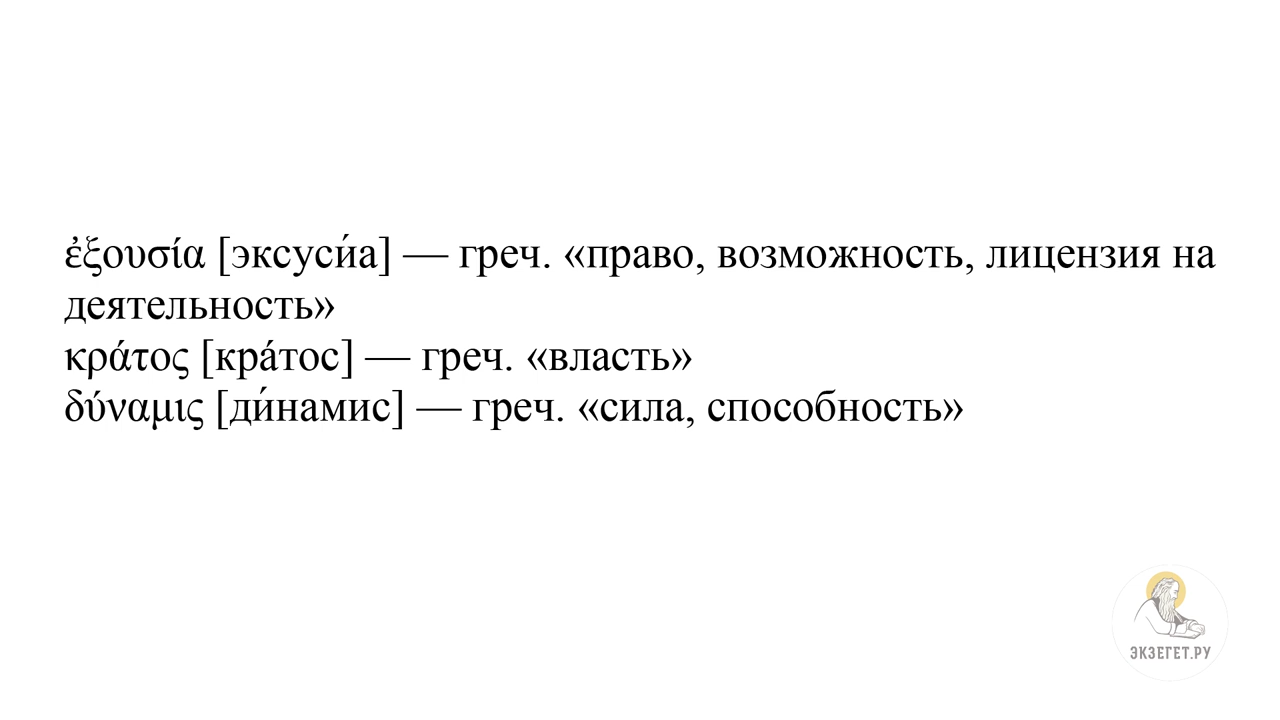 ἐξουσία [эксуси́а] — греч. «право, возможность, лицензия на
деятельность»
κράτος [кра́тос] — греч. «власть»
δύναμις [ди́намис] — греч. «сила, способность»
ЭКЗЕГЕТ.РУ